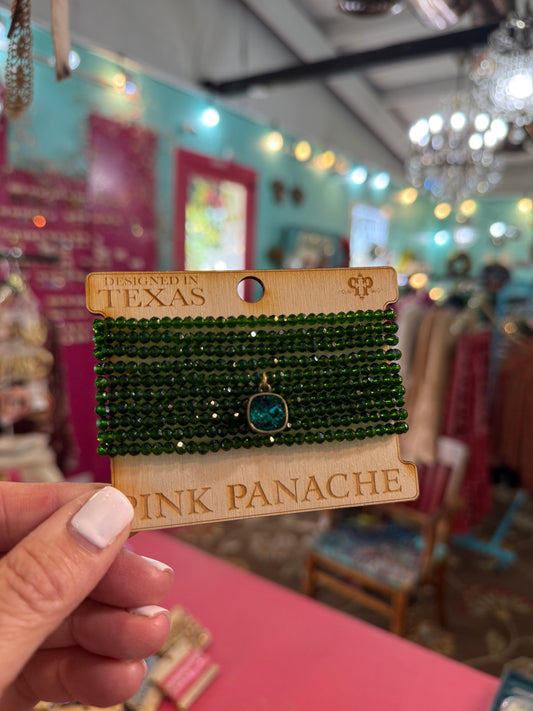 DESIGNED IN
TEXAS
PINK PANACHE